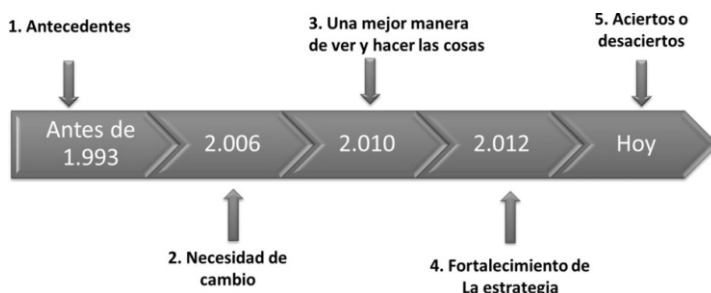 1. Antecedentes
3. Una mejor manera
de ver y hacer las cosas
5. Aciertos o
desaciertos
Antes de
1.993
2.006
2.010
2.012
Hoy
2. Necesidad de
cambio
4. Fortalecimiento de
La estrategia